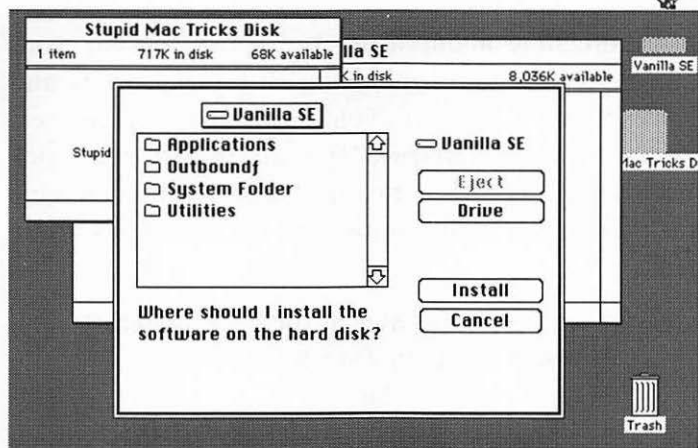 Stupid Mac Tricks Disk
1 item 717K in disk 68K available
lla SE
K in disk 8,036K available
Vanilla SE
Mac Tricks D
Stupid
Vanilla SE
Applications
Outboundƒ
System Folder
Utilities
Vanilla SE
Eject
Drive
Install
Cancel
Where should I install the
software on the hard disk?
Trash